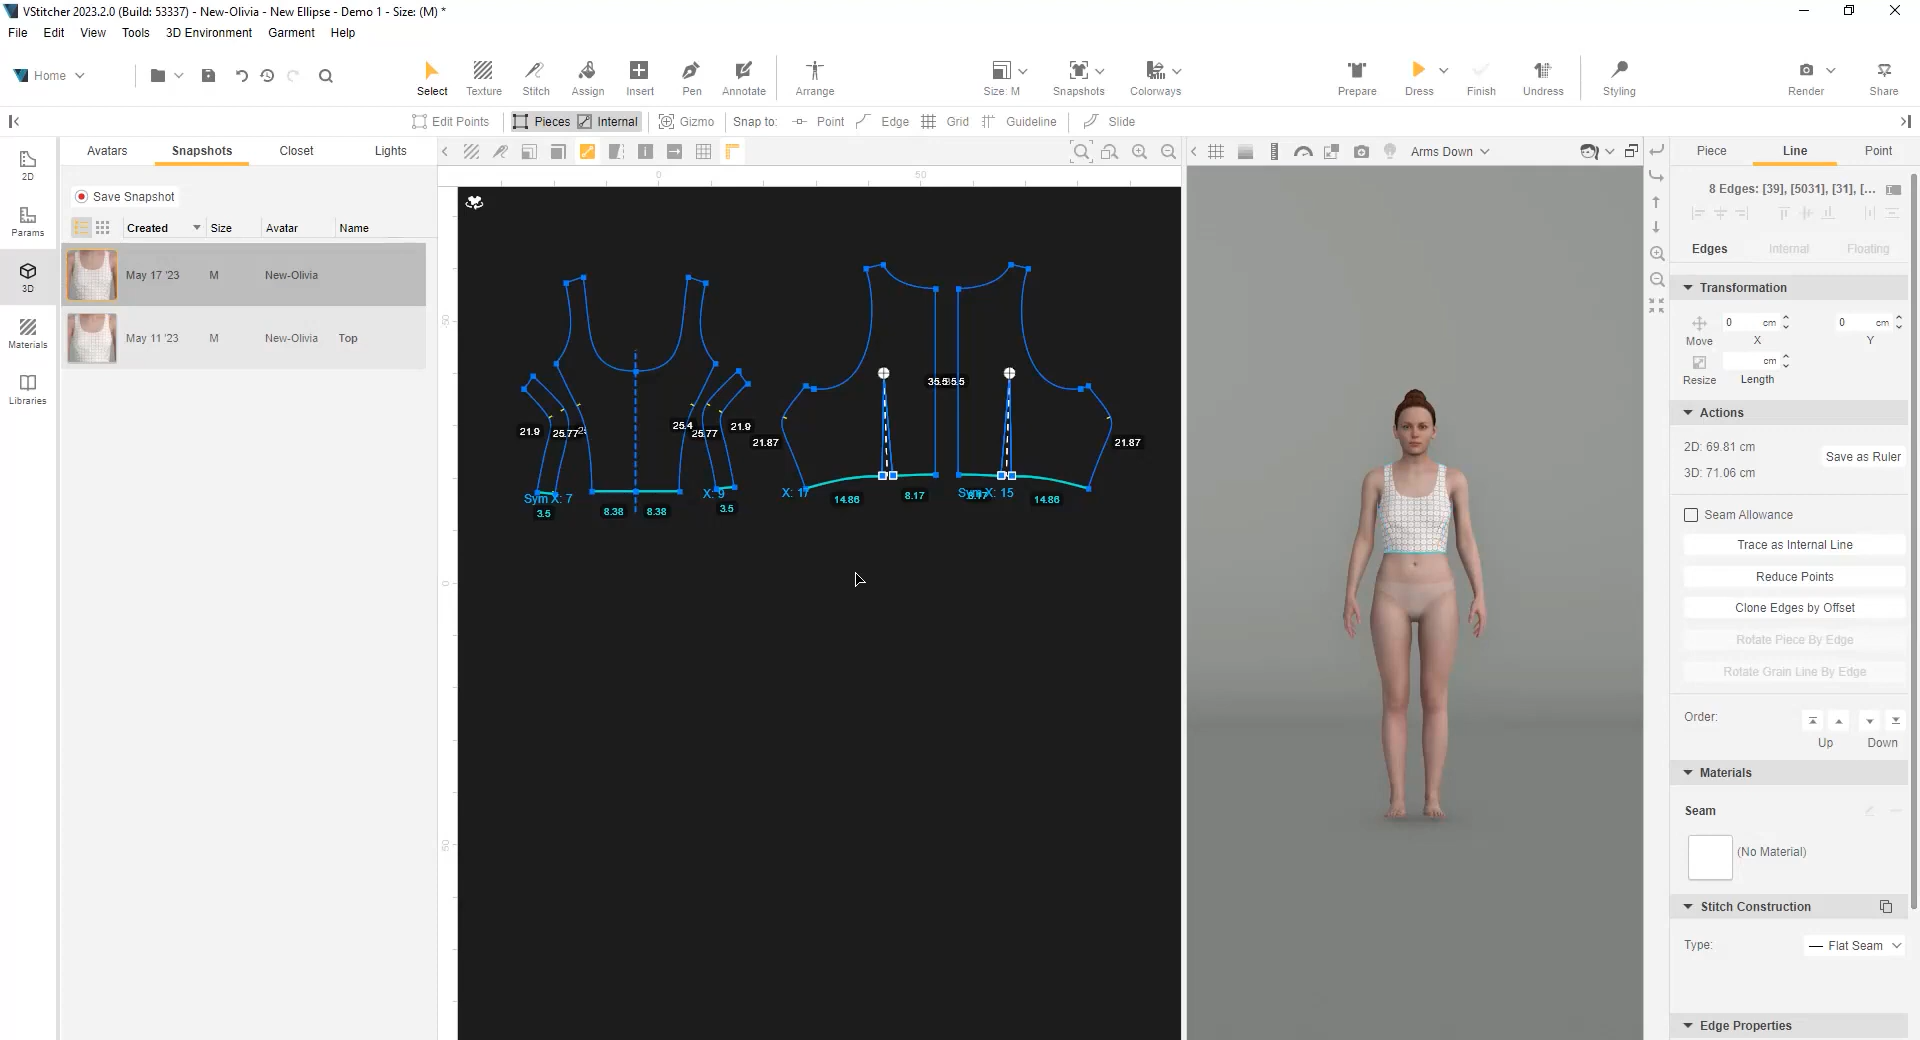 VStitcher 2023.2.0 (Build: 53337) - New-Olivia - New Ellipse - Demo 1 - Size: (M) *
File Edit View Tools 3D Environment Garment Help
Home
Select Texture Stitch Assign Insert Pen Annotate Arrange Size: M Snapshots Colorways Prepare Dress Finish Undress Styling Render Share
Edit Points Pieces Internal Gizmo Snap to: Point Edge Grid Guideline Slide
2D
Params
3D
Materials
Libraries
Avatars Snapshots Closet Lights
Save Snapshot
Created Size Avatar Name
May 17 '23 M New-Olivia
May 11 '23 M New-Olivia Top
0 50
-50
0
50
35.5
21.9 25.77 25.4 25.77 21.9 21.87 21.87
Sym X: 7 X: 9 X: 17 Sym X: 15
3.5 8.38 8.38 3.5 14.86 8.17 14.86
Arms Down
Piece Line Point
8 Edges: [39], [5031], [31], [...
Edges Internal Floating
Transformation
0 cm 0 cm
Move X Y
cm
Resize Length
Actions
2D: 69.81 cm
3D: 71.06 cm
Save as Ruler
Seam Allowance
Trace as Internal Line
Reduce Points
Clone Edges by Offset
Rotate Piece By Edge
Rotate Grain Line By Edge
Order:
Up Down
Materials
Seam
(No Material)
Stitch Construction
Type: Flat Seam
Edge Properties